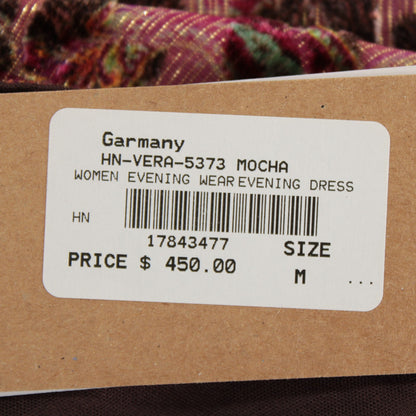 Garmany
HN-VERA-5373 MOCHA
WOMEN EVENING WEAR EVENING DRESS
HN
17843477
SIZE
PRICE $ 450.00
M ...